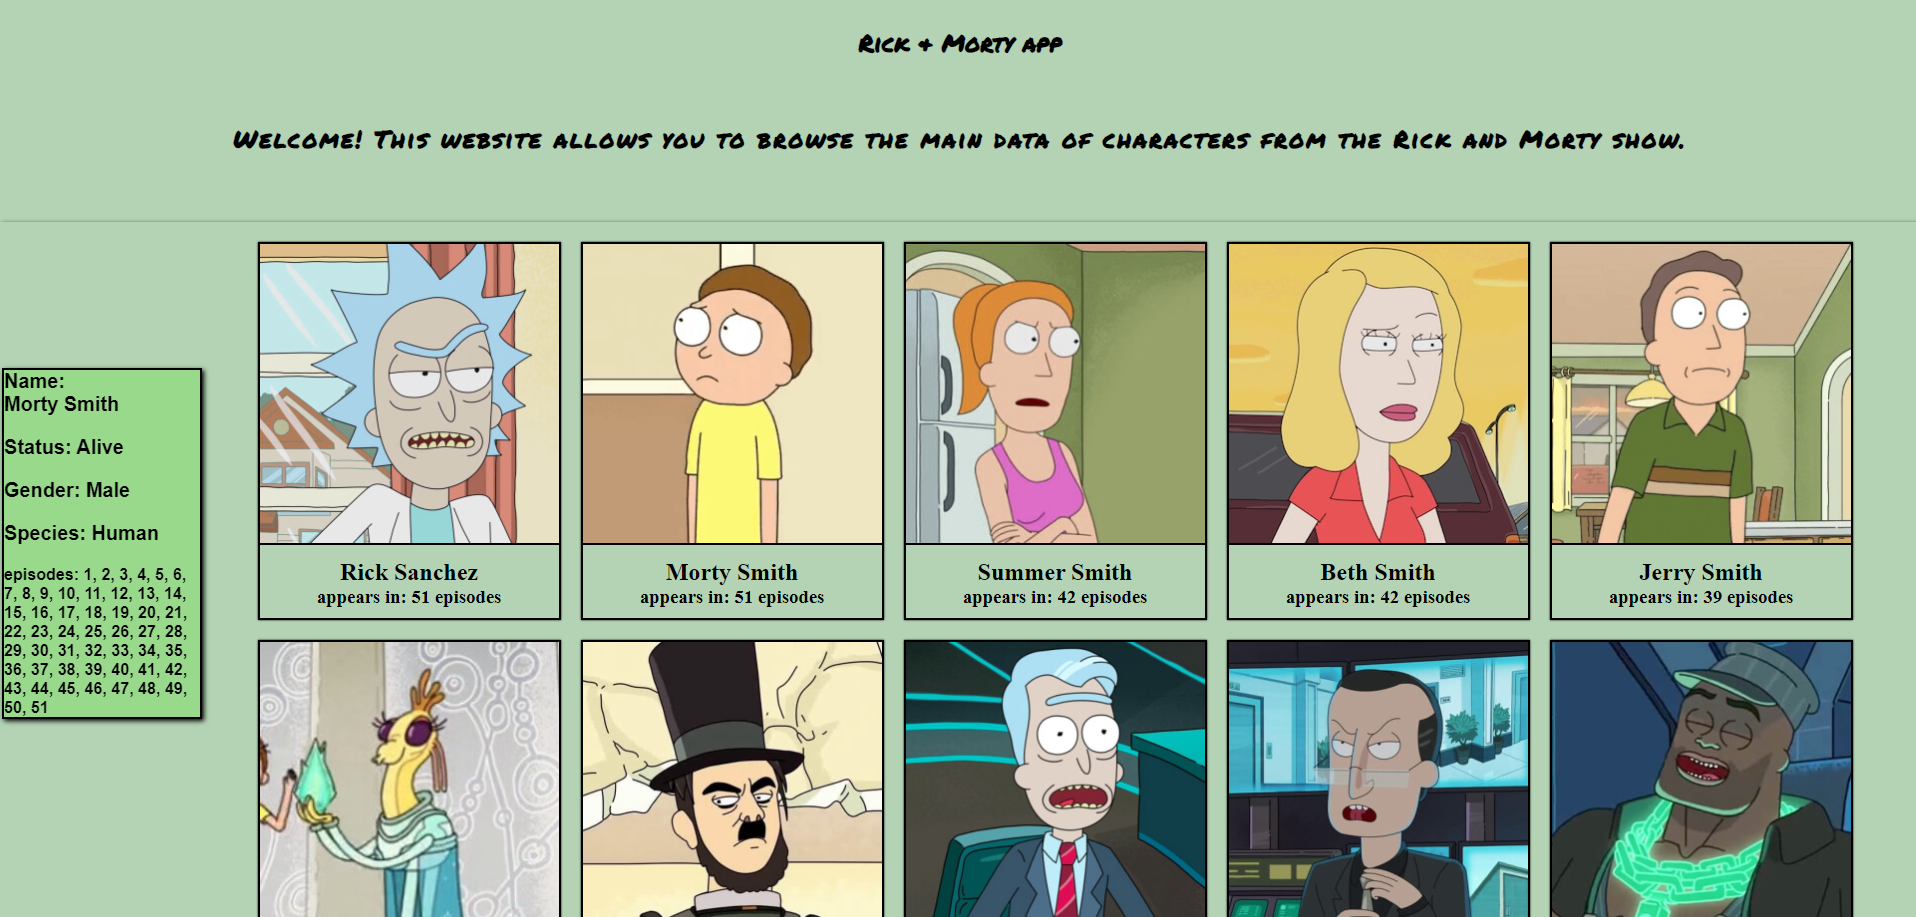 Rick & Morty app
Welcome! This website allows you to browse the main data of characters from the Rick and Morty show.
Name:
Morty Smith
Status: Alive
Gender: Male
Species: Human
episodes: 1, 2, 3, 4, 5, 6,
7, 8, 9, 10, 11, 12, 13, 14,
15, 16, 17, 18, 19, 20, 21,
22, 23, 24, 25, 26, 27, 28,
29, 30, 31, 32, 33, 34, 35,
36, 37, 38, 39, 40, 41, 42,
43, 44, 45, 46, 47, 48, 49,
50, 51
Rick Sanchez
appears in: 51 episodes
Morty Smith
appears in: 51 episodes
Summer Smith
appears in: 42 episodes
Beth Smith
appears in: 42 episodes
Jerry Smith
appears in: 39 episodes